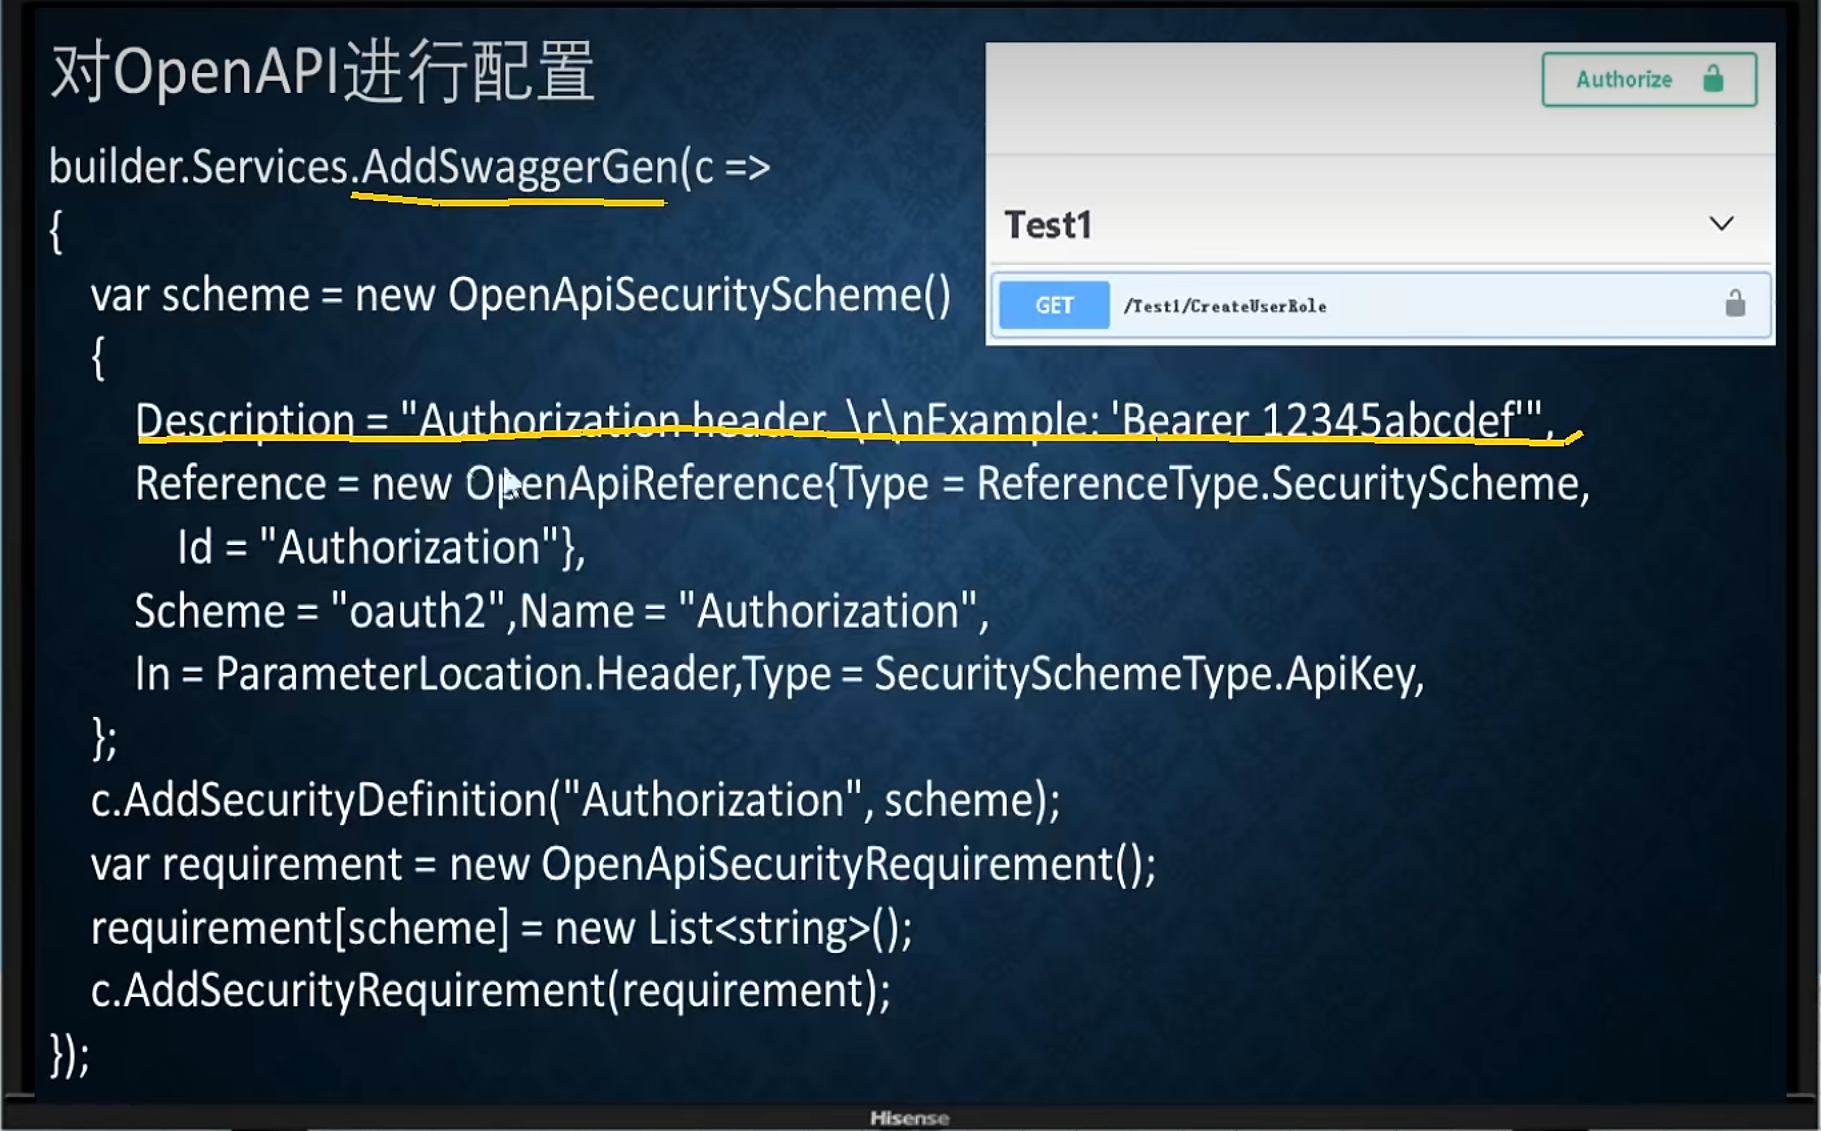 对OpenAPI进行配置
builder.Services.AddSwaggerGen(c =>
{
var scheme = new OpenApiSecurityScheme()
{
Description = "Authorization header. \r\nExample: 'Bearer 12345abcdef'",
Reference = new OpenApiReference{Type = ReferenceType.SecurityScheme,
Id = "Authorization"},
Scheme = "oauth2",Name = "Authorization",
In = ParameterLocation.Header,Type = SecuritySchemeType.ApiKey,
};
c.AddSecurityDefinition("Authorization", scheme);
var requirement = new OpenApiSecurityRequirement();
requirement[scheme] = new List<string>();
c.AddSecurityRequirement(requirement);
});
Authorize
Test1
GET /Test1/CreateUserRole
Hisense